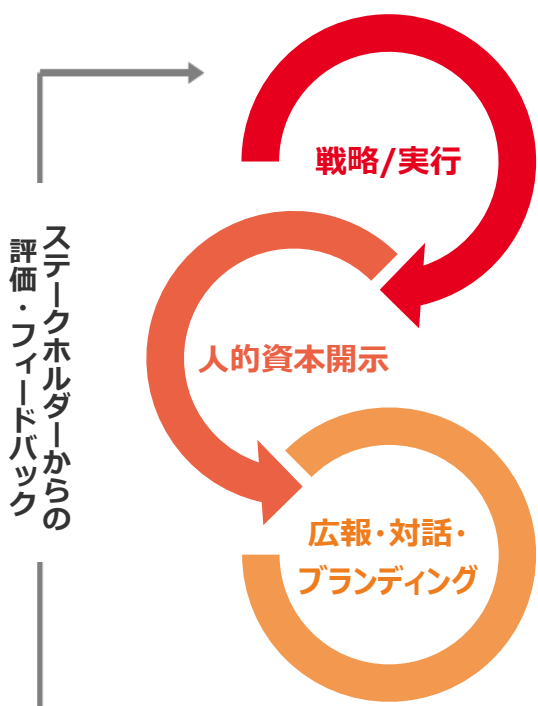 戦略/実行
人的資本開示
広報・対話・
ブランディング
ステークホルダーからの
評価・フィードバック